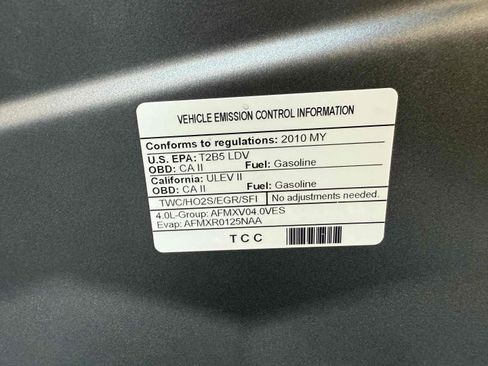 VEHICLE EMISSION CONTROL INFORMATION
Conforms to regulations: 2010 MY
U.S. EPA: T2B5 LDV
OBD: CA II Fuel: Gasoline
California: ULEV II
OBD: CA II Fuel: Gasoline
TWC/HO2S/EGR/SFI No adjustments needed.
4.0L-Group: AFMXV04.0VES
Evap: AFMXR0125NAA
TCC